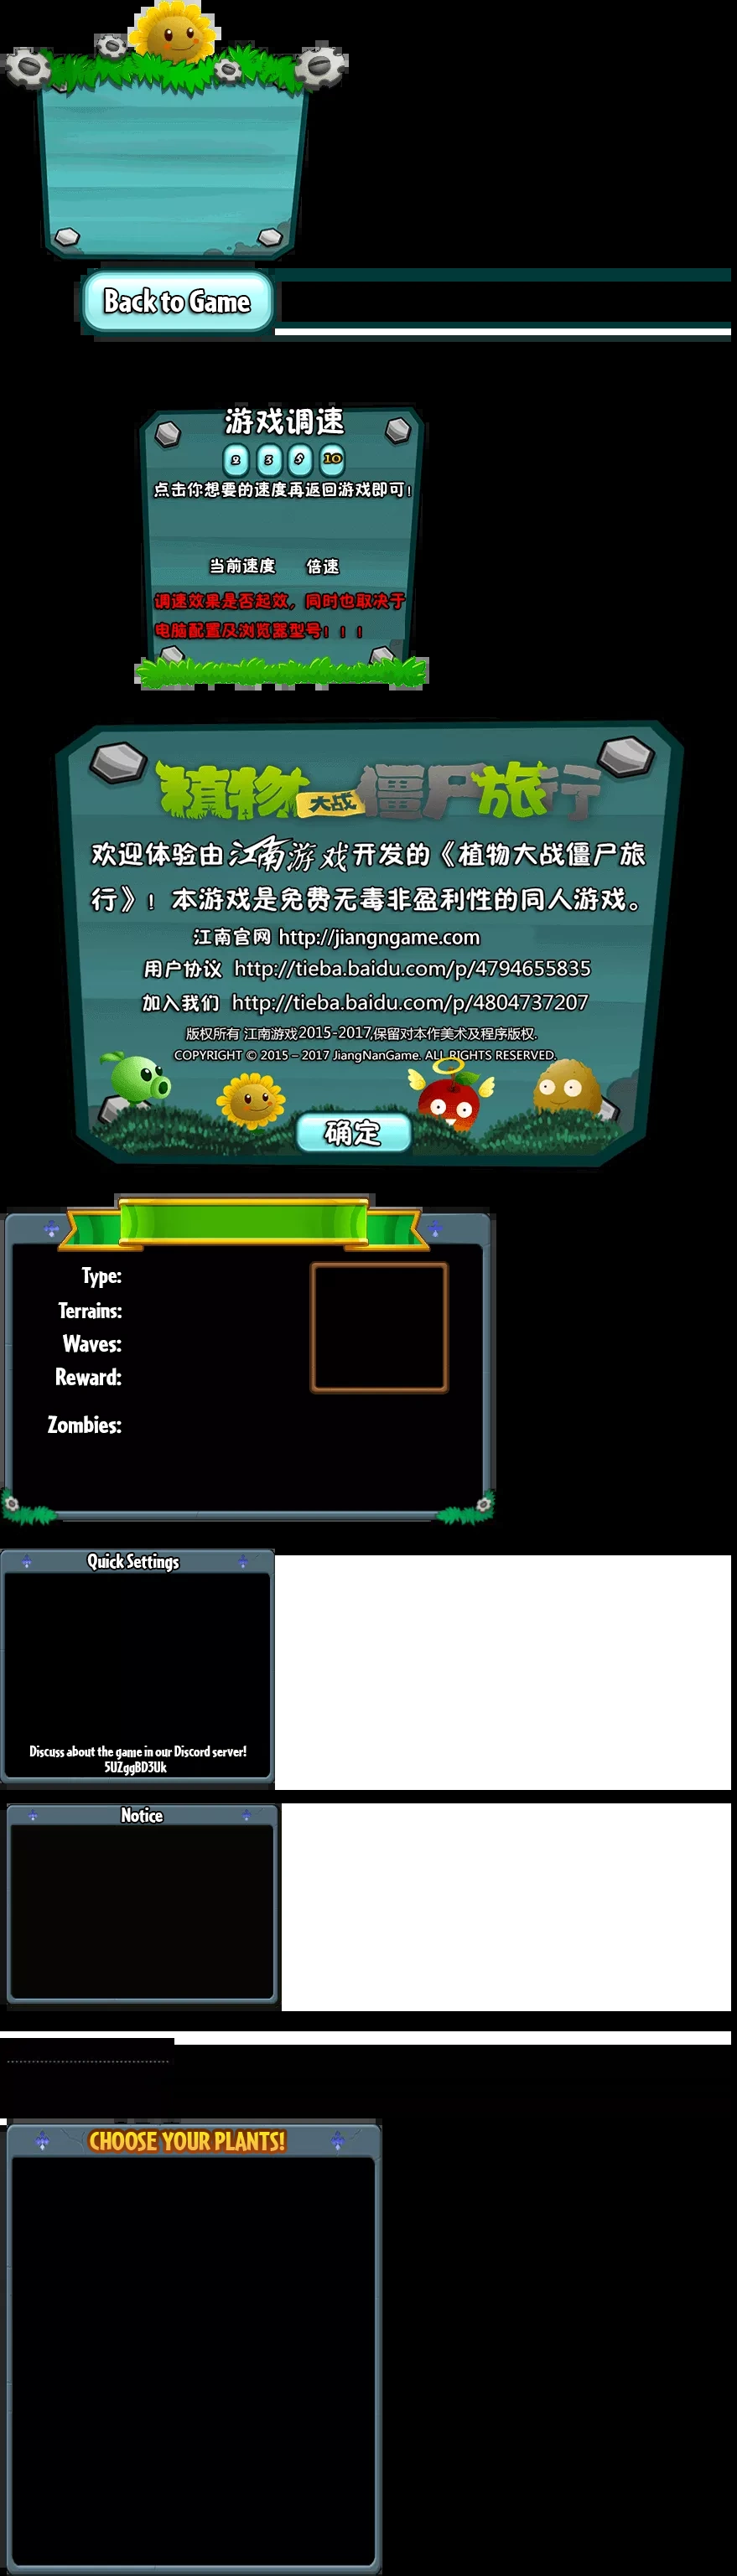 Back to Game
游戏调速
2 3 5 10
点击你想要的速度再返回游戏即可!
当前速度 倍速
调速效果是否起效，同时也取决于
电脑配置及浏览器型号！！！
植物大战僵尸旅行
欢迎体验由江南游戏开发的《植物大战僵尸旅
行》！本游戏是免费无毒非盈利性的同人游戏。
江南官网 http://jiangngame.com
用户协议 http://tieba.baidu.com/p/4794655835
加入我们 http://tieba.baidu.com/p/4804737207
版权所有 江南游戏2015-2017,保留对本作美术及程序版权.
COPYRIGHT © 2015 – 2017 JiangNanGame. ALL RIGHTS RESERVED.
确定
Type:
Terrains:
Waves:
Reward:
Zombies:
Quick Settings
Discuss about the game in our Discord server!
5UZggBD3Uk
Notice
CHOOSE YOUR PLANTS!